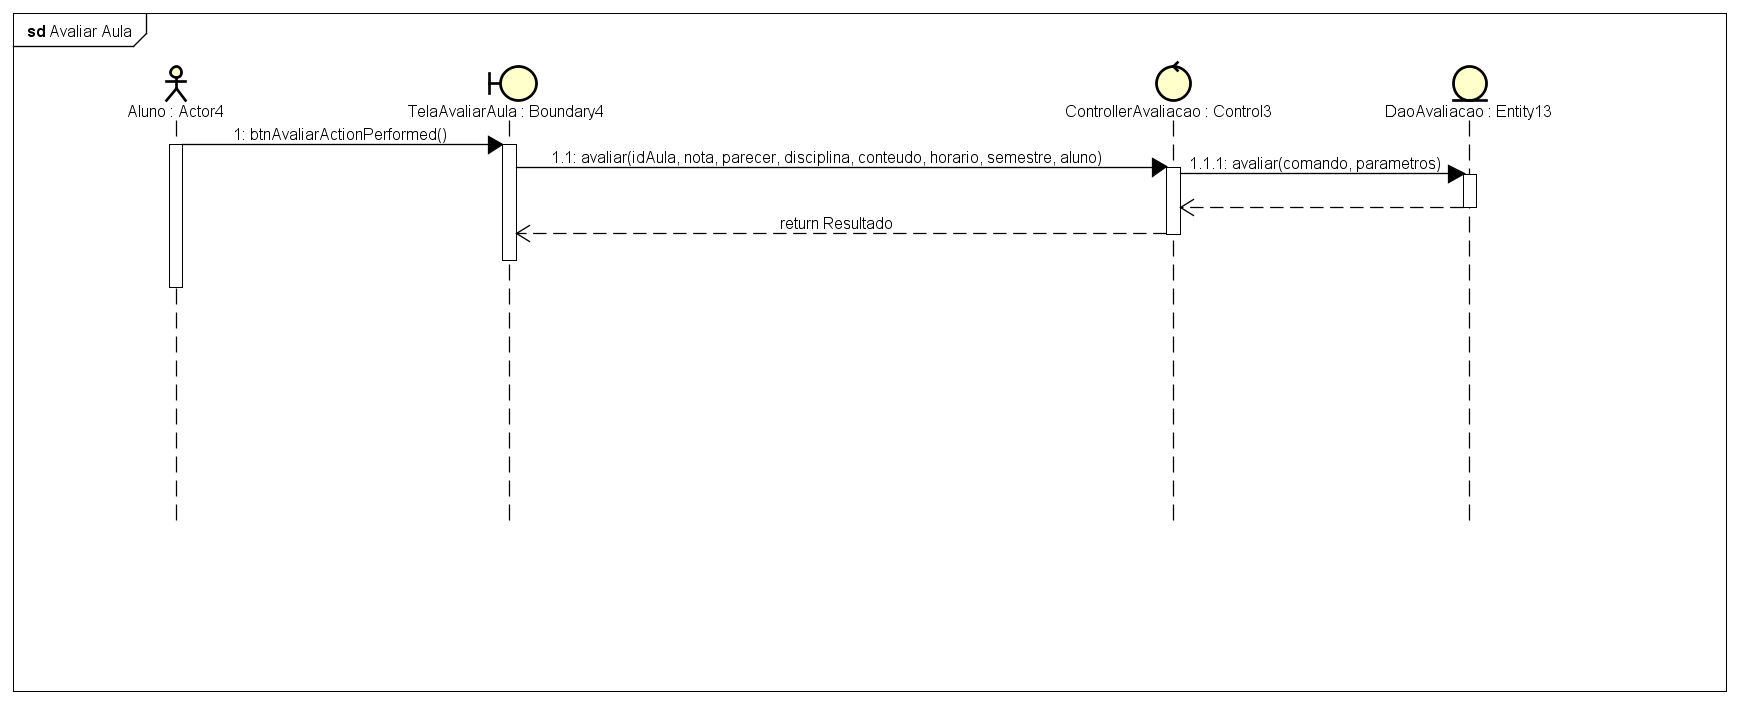 sd Avaliar Aula
Aluno : Actor4
TelaAvaliarAula : Boundary4
ControllerAvaliacao : Control3
DaoAvaliacao : Entity13
1: btnAvaliarActionPerformed()
1.1: avaliar(idAula, nota, parecer, disciplina, conteudo, horario, semestre, aluno)
1.1.1: avaliar(comando, parametros)
return Resultado